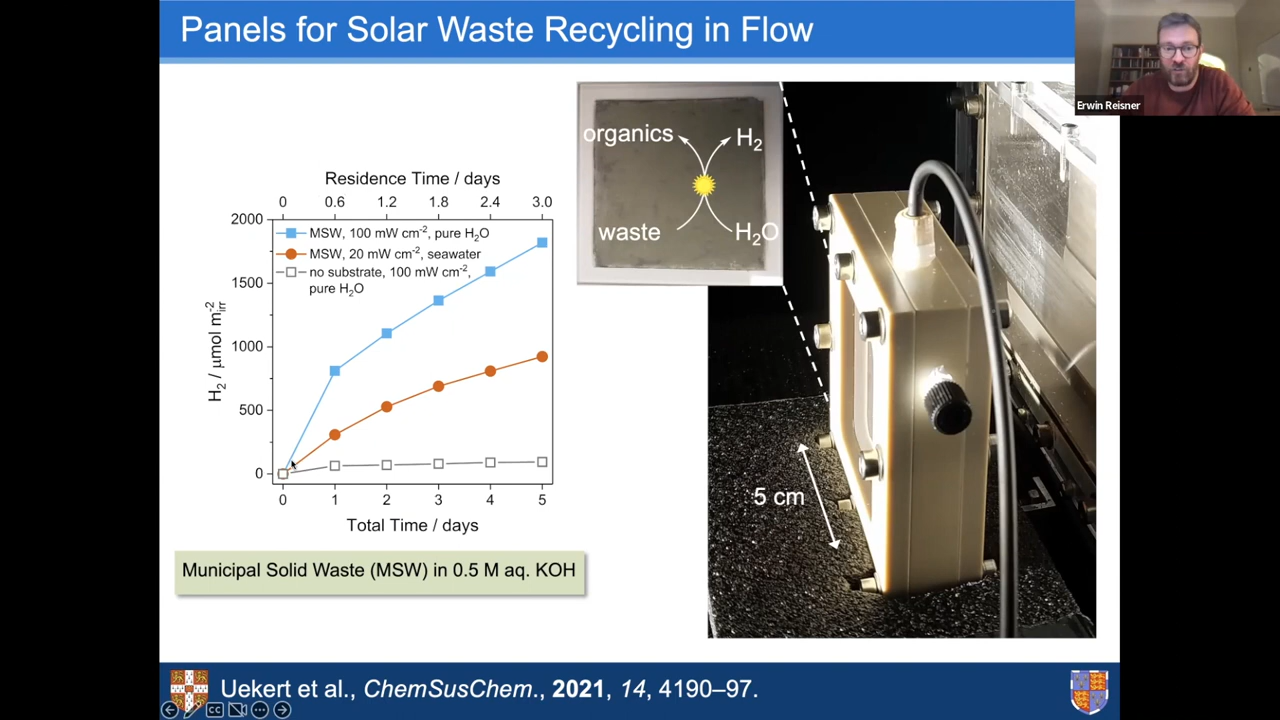 Panels for Solar Waste Recycling in Flow
Erwin Reisner
Residence Time / days
0 0.6 1.2 1.8 2.4 3.0
2000
1500
1000
500
0
H₂ / µmol m⁻²irr
MSW, 100 mW cm⁻², pure H₂O
MSW, 20 mW cm⁻², seawater
no substrate, 100 mW cm⁻²,
pure H₂O
0 1 2 3 4 5
Total Time / days
organics H₂
waste H₂O
5 cm
Municipal Solid Waste (MSW) in 0.5 M aq. KOH
Uekert et al., ChemSusChem., 2021, 14, 4190–97.
CC